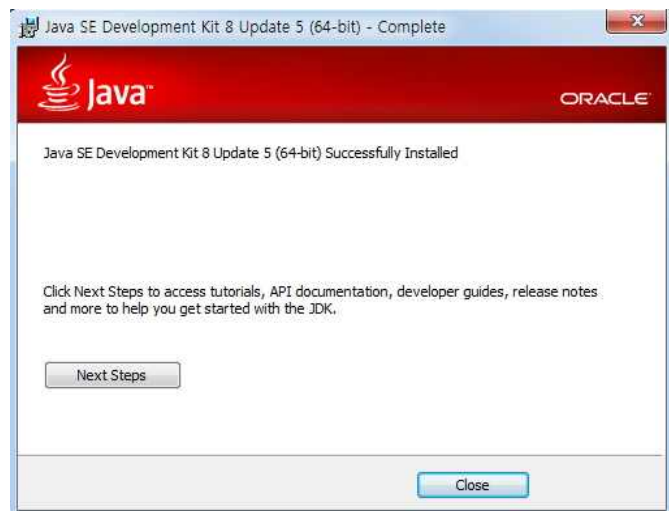 Java SE Development Kit 8 Update 5 (64-bit) - Complete
Java™
ORACLE
Java SE Development Kit 8 Update 5 (64-bit) Successfully Installed
Click Next Steps to access tutorials, API documentation, developer guides, release notes
and more to help you get started with the JDK.
Next Steps
Close